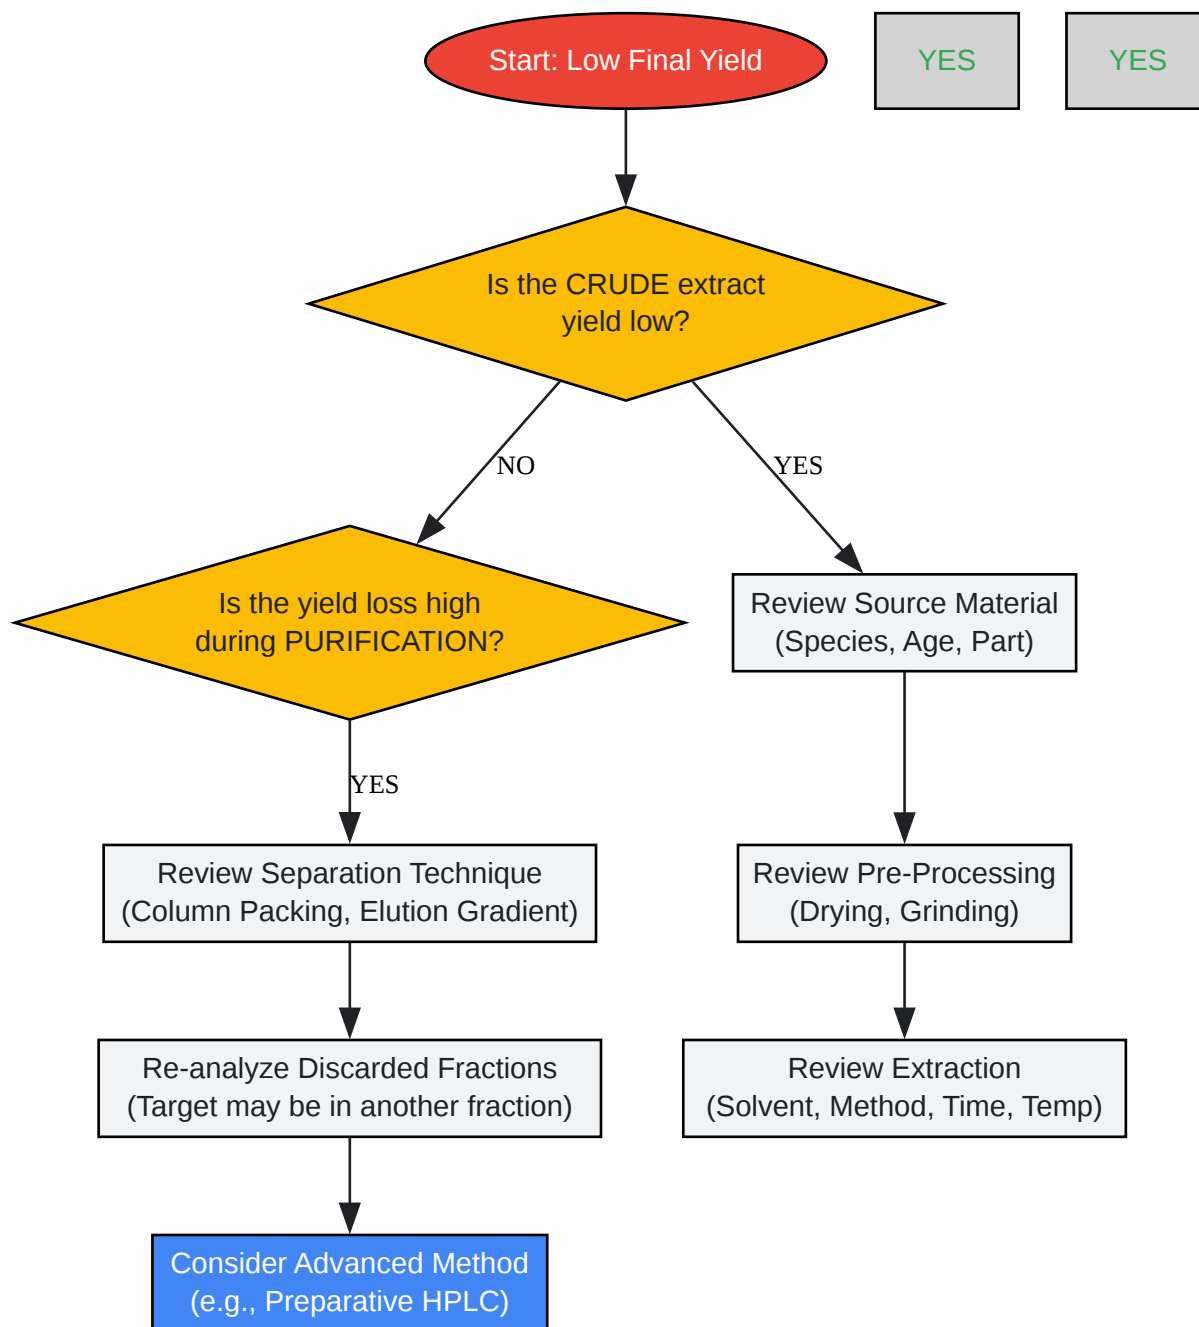 Start: Low Final Yield
YES
YES
Is the CRUDE extract
yield low?
NO
YES
Is the yield loss high
during PURIFICATION?
Review Source Material
(Species, Age, Part)
YES
Review Separation Technique
(Column Packing, Elution Gradient)
Review Pre-Processing
(Drying, Grinding)
Re-analyze Discarded Fractions
(Target may be in another fraction)
Review Extraction
(Solvent, Method, Time, Temp)
Consider Advanced Method
(e.g., Preparative HPLC)